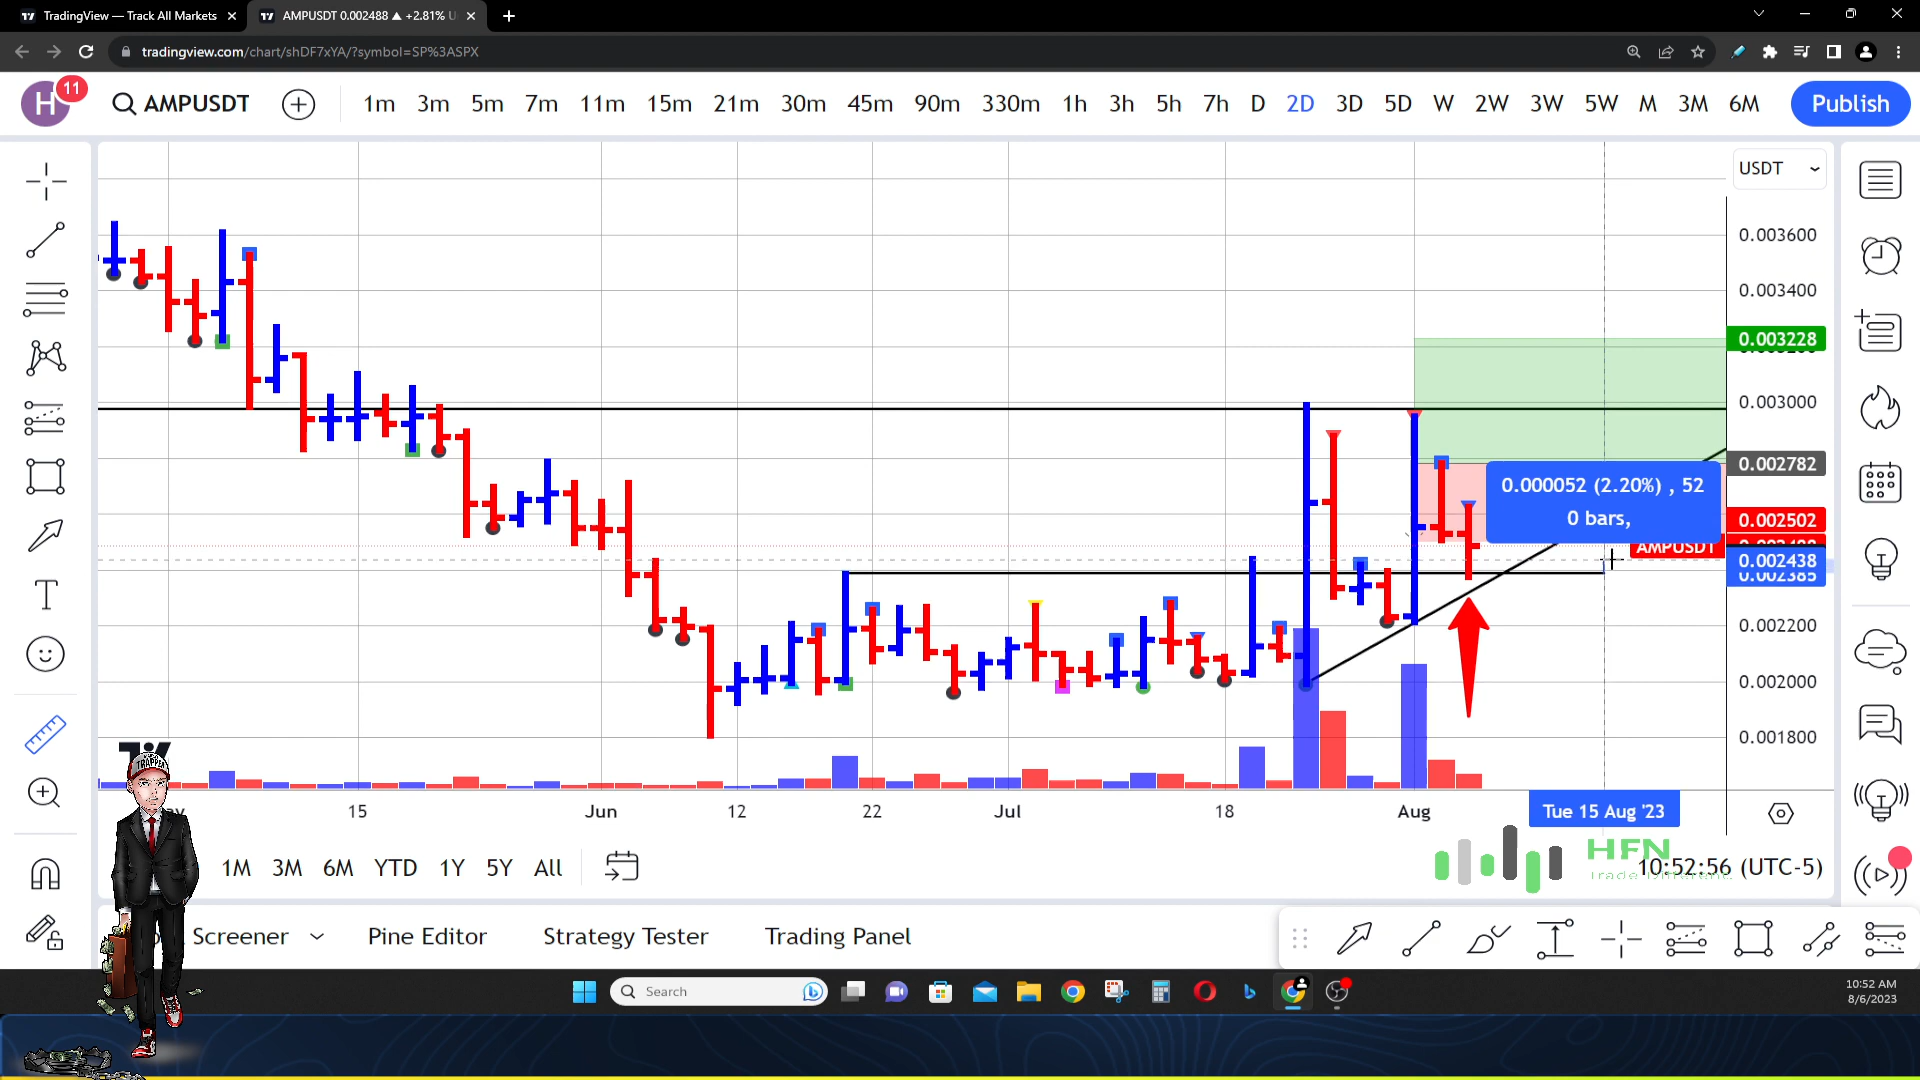 TradingView — Track All Markets
AMPUSDT 0.002488 ▲ +2.81% U
tradingview.com/chart/shDF7xYA/?symbol=SP%3ASPX
H
11
AMPUSDT
1m 3m 5m 7m 11m 15m 21m 30m 45m 90m 330m 1h 3h 5h 7h D 2D 3D 5D W 2W 3W 5W M 3M 6M
Publish
USDT
0.003600
0.003400
0.003228
0.003000
0.002782
0.000052 (2.20%) , 52
0 bars,
0.002502
AMPUSDT
0.002438
0.002385
0.002200
0.002000
0.001800
15 Jun 12 22 Jul 18 Aug
Tue 15 Aug '23
TRAPPER
1M 3M 6M YTD 1Y 5Y All
HFN
Trade Different.
10:52:56 (UTC-5)
Screener
Pine Editor
Strategy Tester
Trading Panel
Search
10:52 AM
8/6/2023